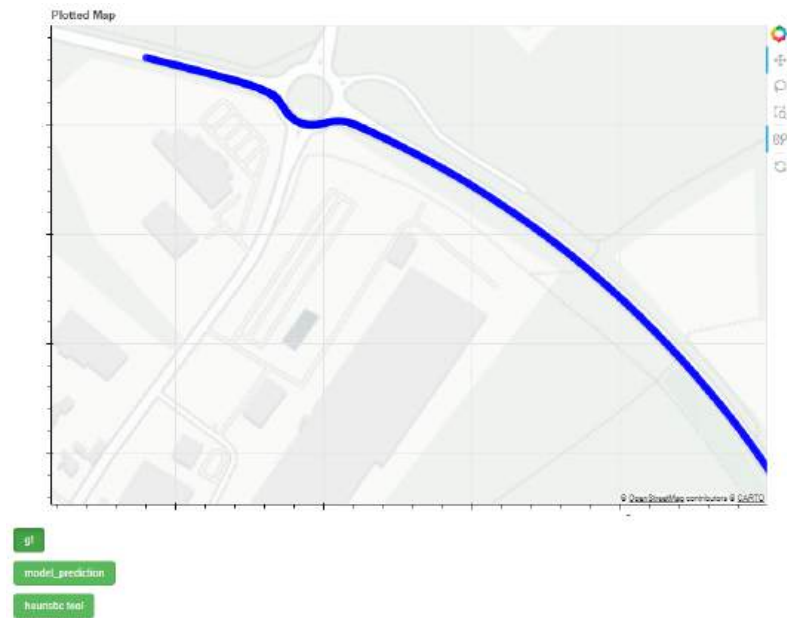 Plotted Map
© OpenStreetMap contributors © CARTO
gt
model_prediction
heuristic tool